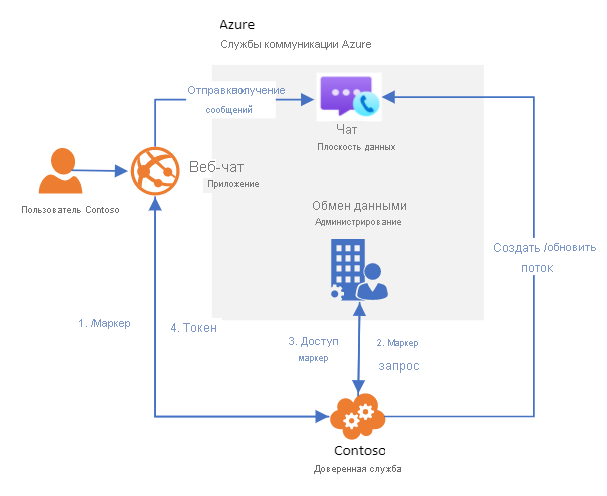 Azure
Службы коммуникации Azure
Отправка/получение
сообщений
Чат
Плоскость данных
Веб-чат
Приложение
Пользователь Contoso
Обмен данными
Администрирование
Создать /обновить
поток
1. /Маркер
4. Токен
3. Доступ
маркер
2. Маркер
запрос
Contoso
Доверенная служба